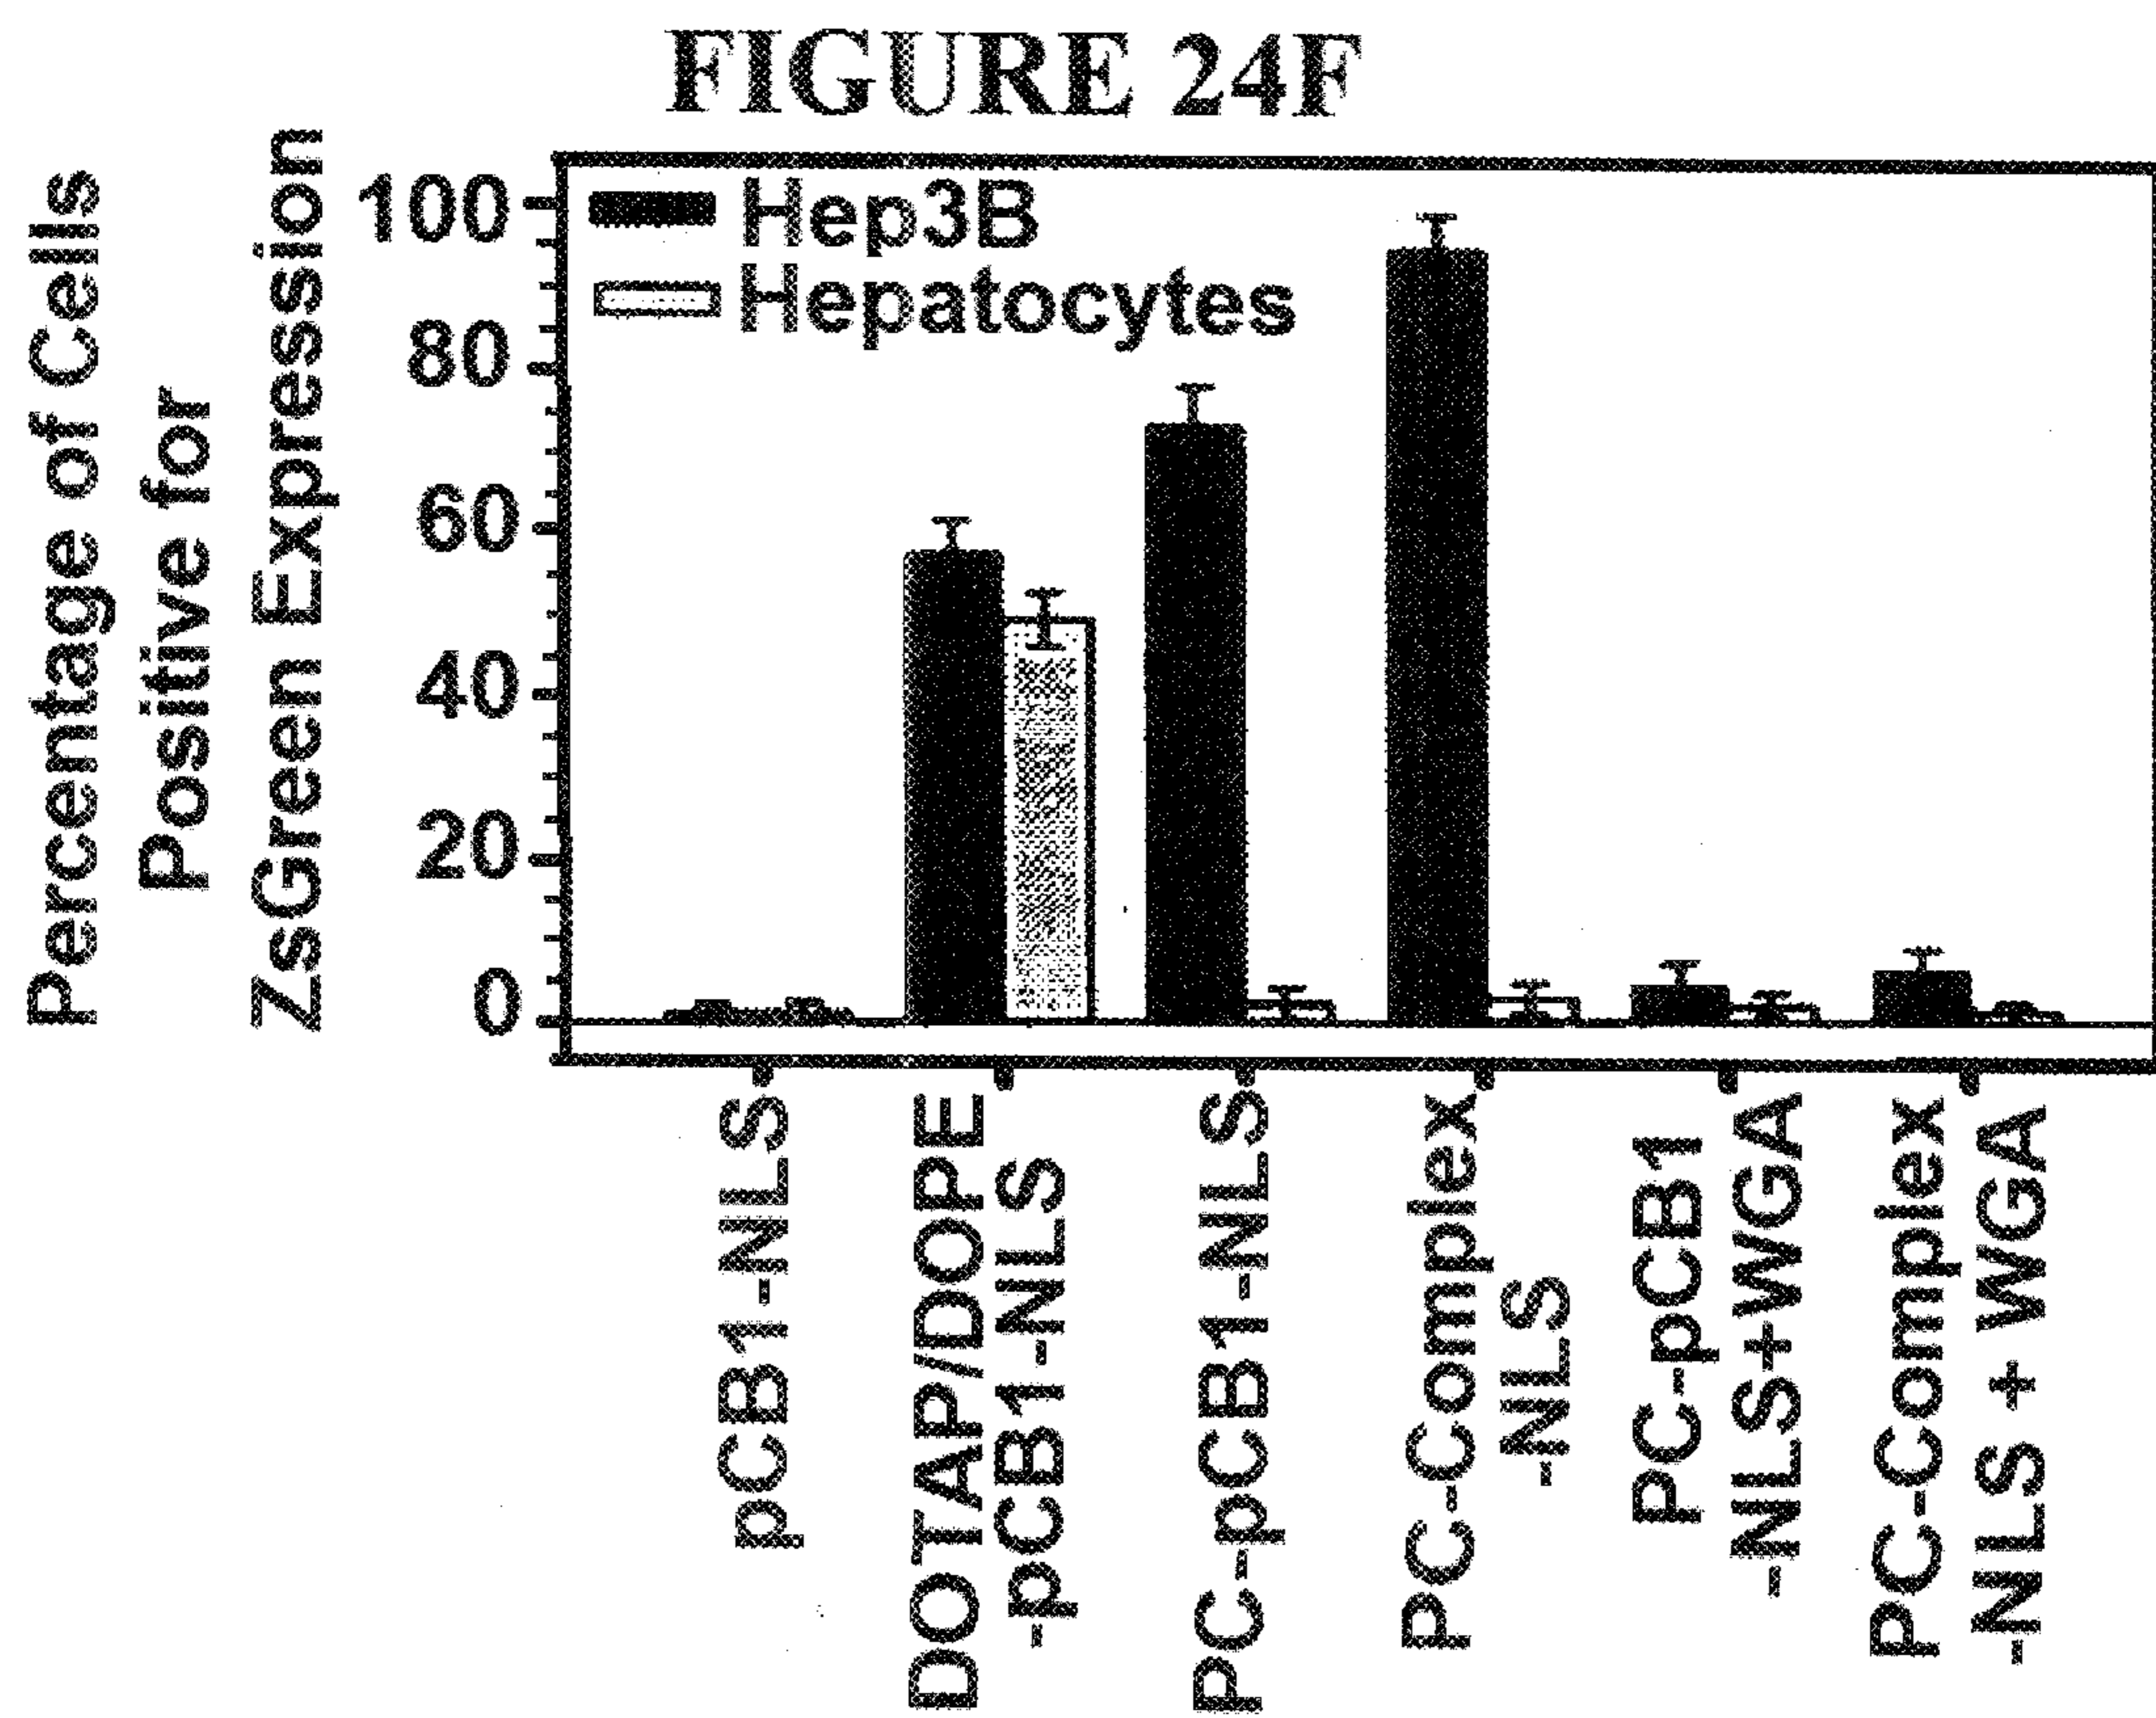 FIGURE 24F
Percentage of Cells
Positive for
ZsGreen Expression
100
80
60
40
20
0
Hep3B
Hepatocytes
pCB1-NLS
DOTAP/DOPE
-pCB1-NLS
PC-pCB1-NLS
PC-Complex
-NLS
PC-pCB1
-NLS+WGA
PC-Complex
-NLS + WGA